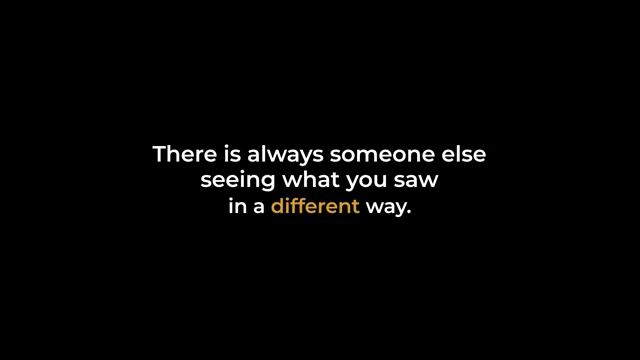 There is always someone else
seeing what you saw
in a different way.